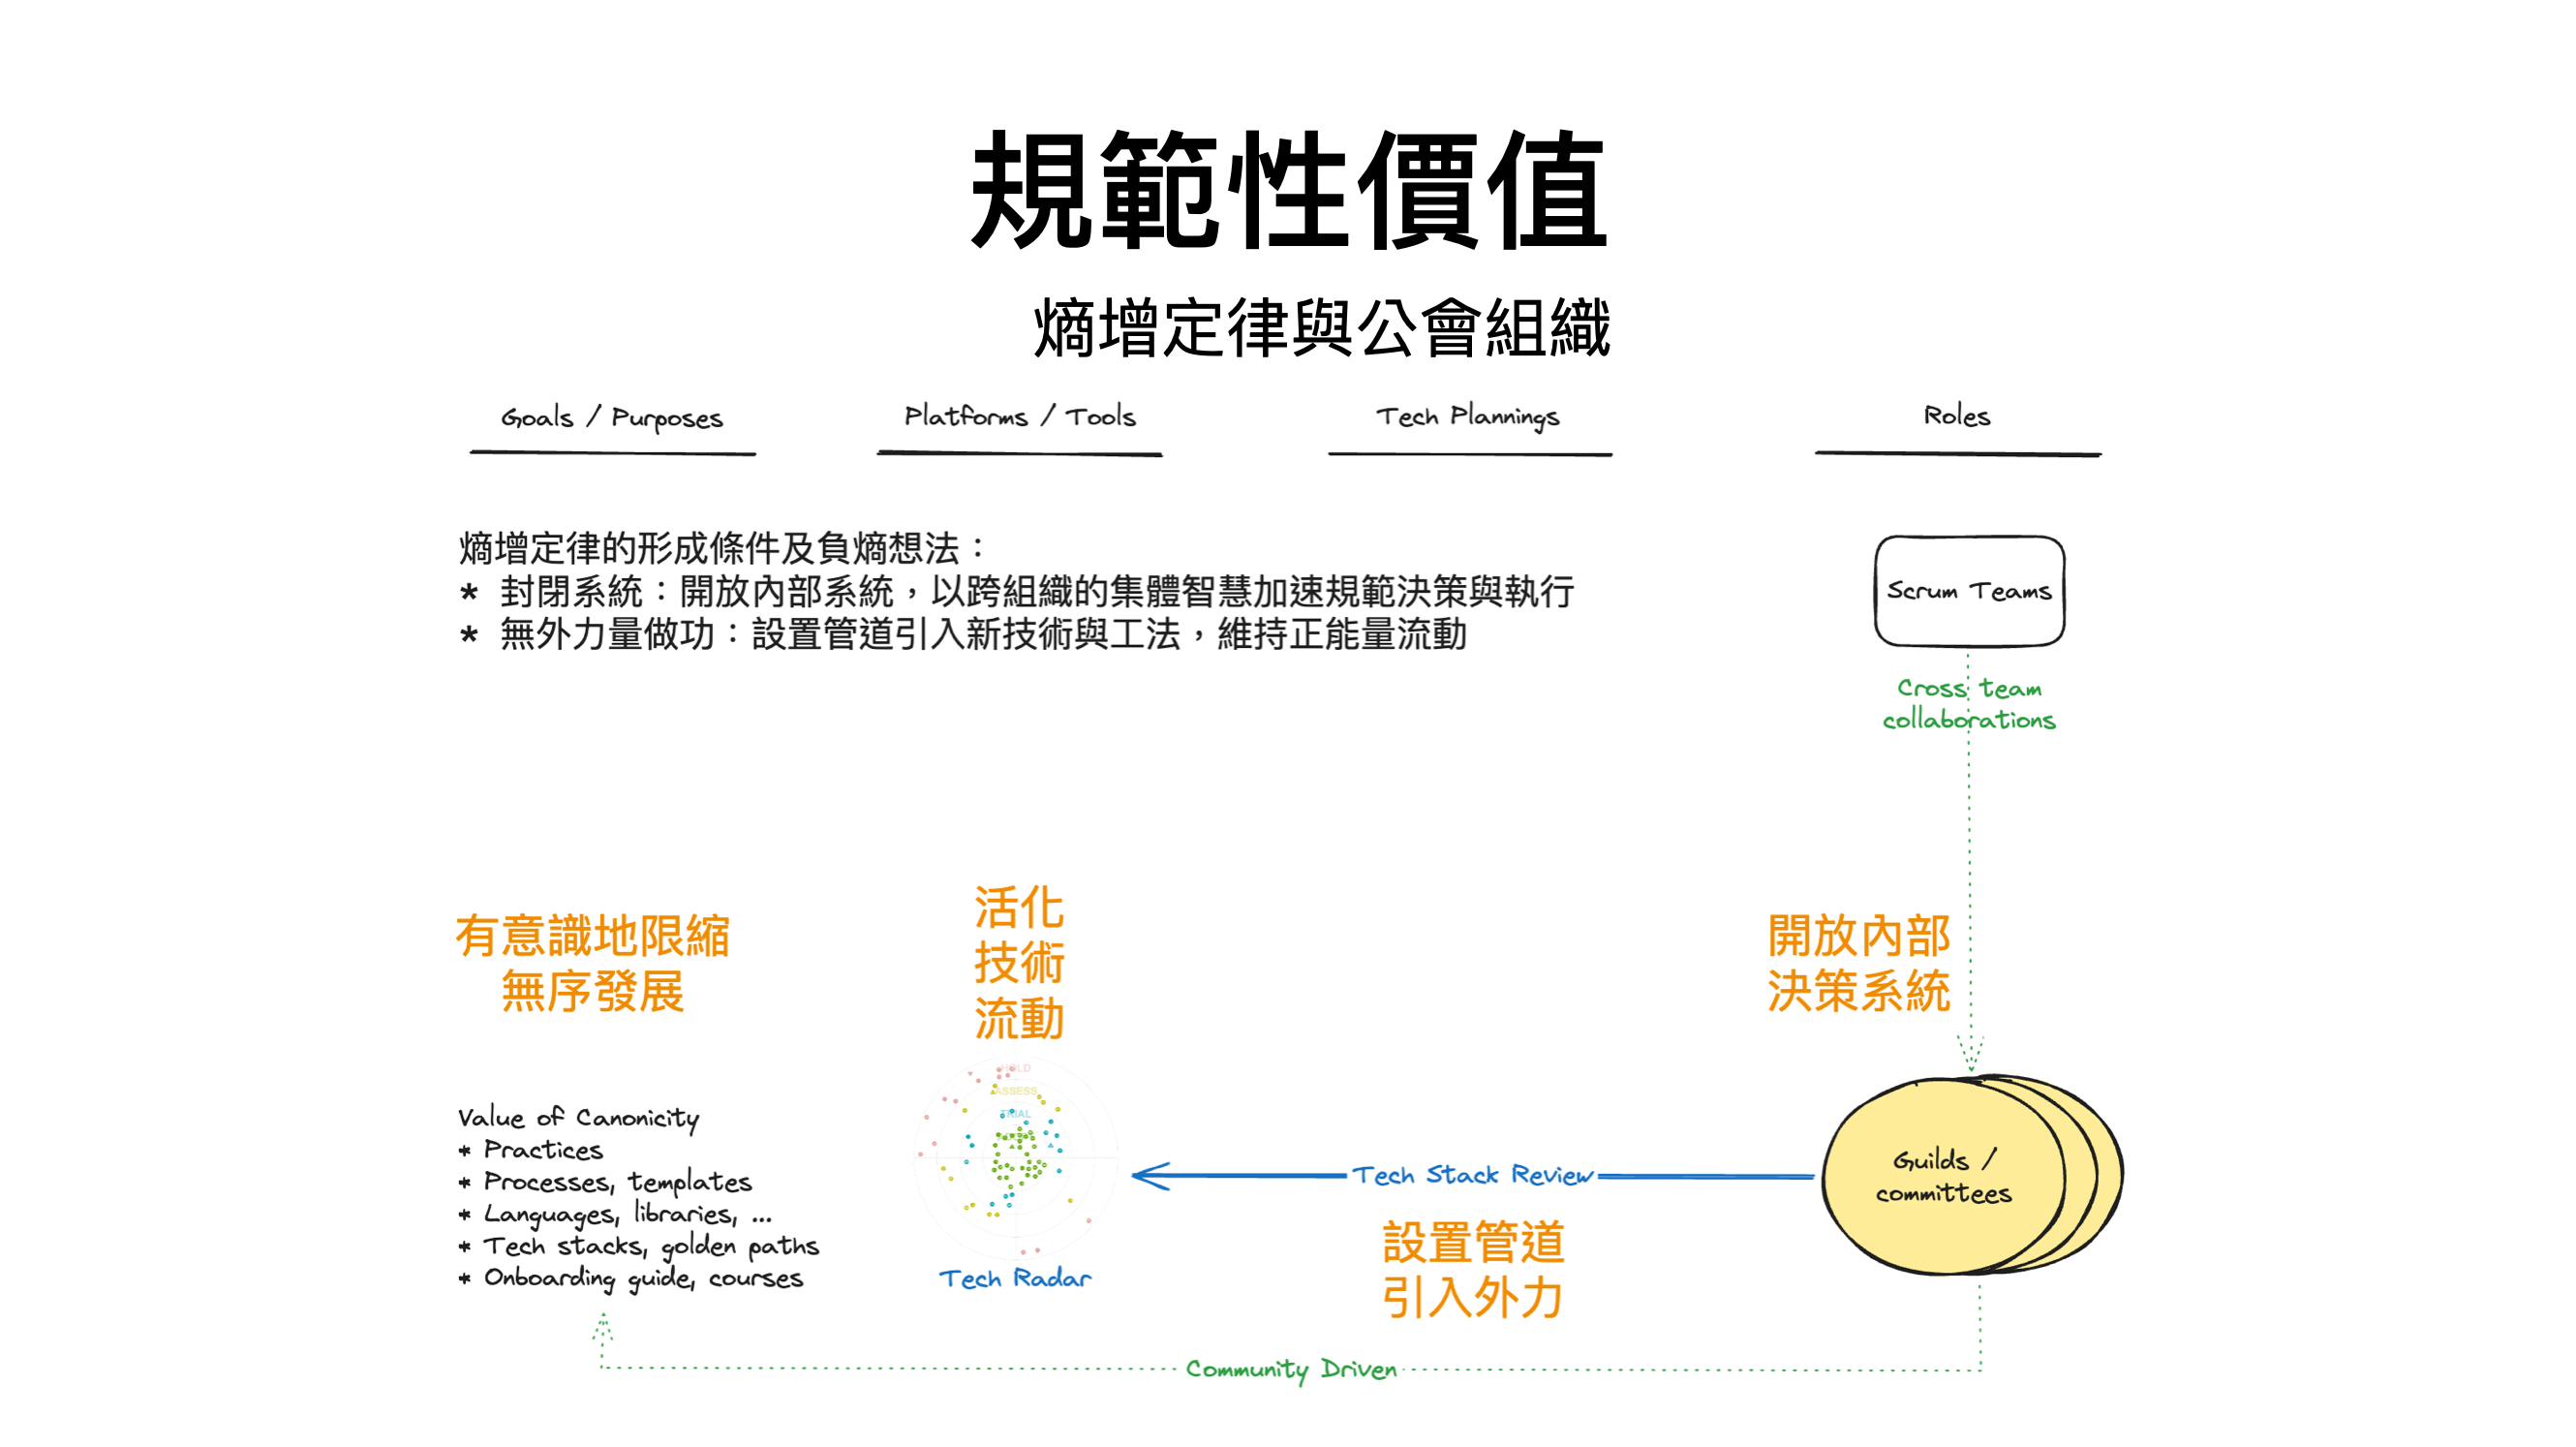 規範性價值
熵增定律與公會組織
Goals / Purposes
Platforms / Tools
Tech Plannings
Roles
熵增定律的形成條件及負熵想法：
* 封閉系統：開放內部系統，以跨組織的集體智慧加速規範決策與執行
* 無外力量做功：設置管道引入新技術與工法，維持正能量流動
Scrum Teams
Cross team
collaborations
有意識地限縮
無序發展
活化
技術
流動
開放內部
決策系統
HOLD
ASSESS
TRIAL
Value of Canonicity
* Practices
* Processes, templates
* Languages, libraries, ...
* Tech stacks, golden paths
* Onboarding guide, courses
Tech Radar
Tech Stack Review
設置管道
引入外力
Guilds /
committees
Community Driven